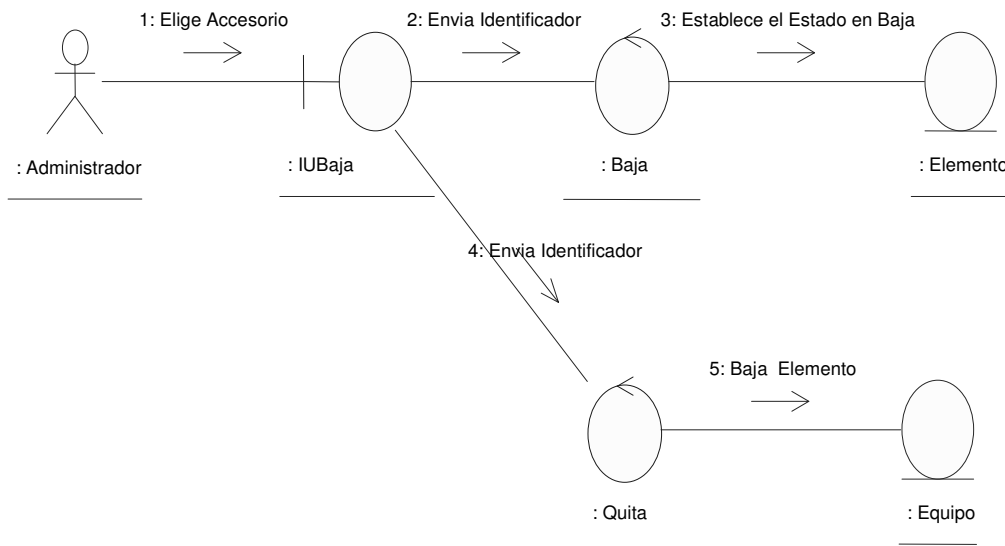 1: Elige Accesorio
2: Envia Identificador
3: Establece el Estado en Baja
: Administrador
: IUBaja
: Baja
: Elemento
4: Envia Identificador
5: Baja Elemento
: Quita
: Equipo